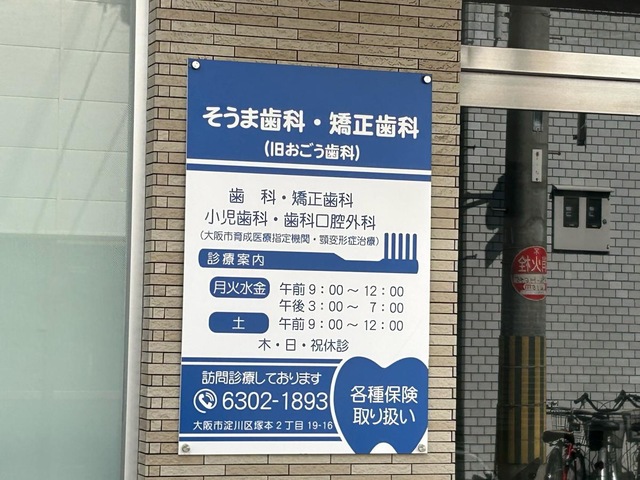 そうま歯科・矯正歯科
(旧おごう歯科)
歯 科・矯正歯科
小児歯科・歯科口腔外科
(大阪市育成医療指定機関・顎変形症治療)
診療案内
月火水金 午前 9:00 ～ 12:00
午後 3:00 ～ 7:00
土 午前 9:00 ～ 12:00
木・日・祝休診
訪問診療しております
6302-1893
大阪市淀川区塚本2丁目19-16
各種保険
取り扱い